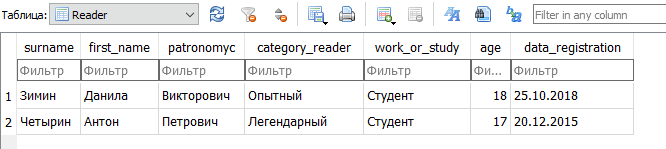 Таблица: Reader Filter in any column
surname first_name patronomyc category_reader work_or_study age data_registration
Фильтр Фильтр Фильтр Фильтр Фильтр Фи... Фильтр
1 Зимин Данила Викторович Опытный Студент 18 25.10.2018
2 Четырин Антон Петрович Легендарный Студент 17 20.12.2015